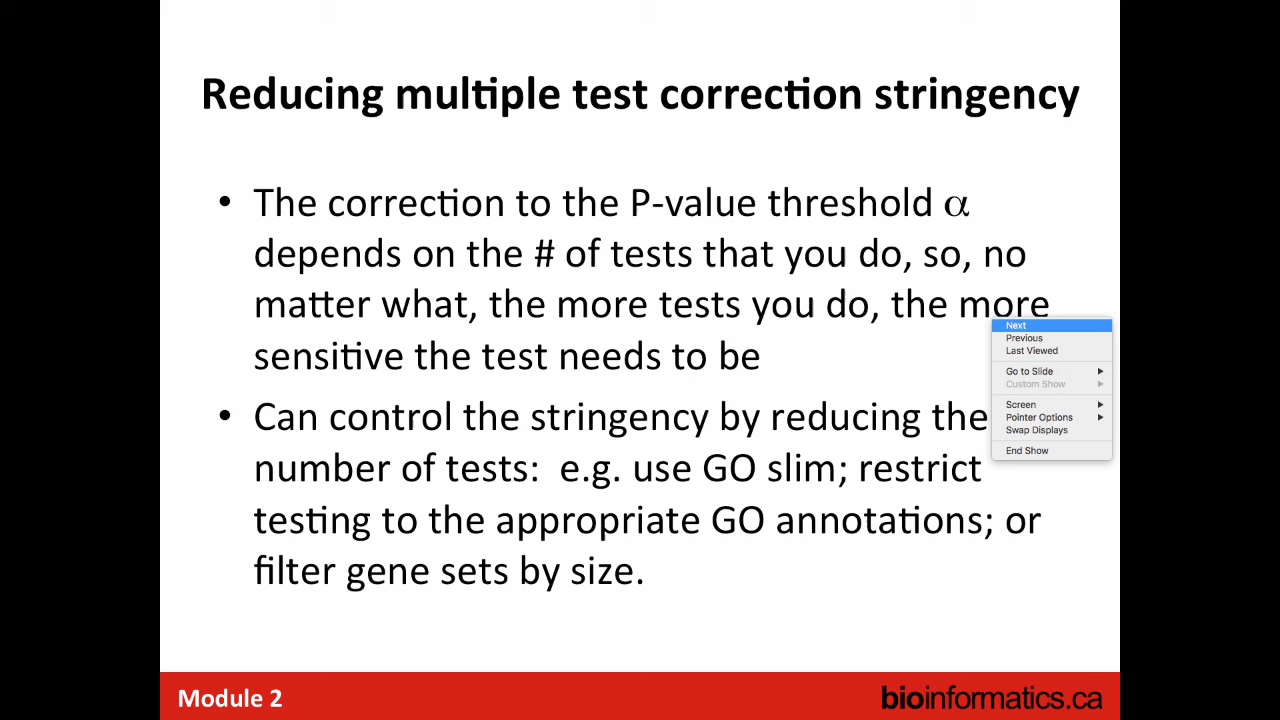 Reducing multiple test correction stringency
• The correction to the P-value threshold α
depends on the # of tests that you do, so, no
matter what, the more tests you do, the more
sensitive the test needs to be
• Can control the stringency by reducing the
number of tests:  e.g. use GO slim; restrict
testing to the appropriate GO annotations; or
filter gene sets by size.
Next
Previous
Last Viewed
Go to Slide
Custom Show
Screen
Pointer Options
Swap Displays
End Show
Module 2
bioinformatics.ca